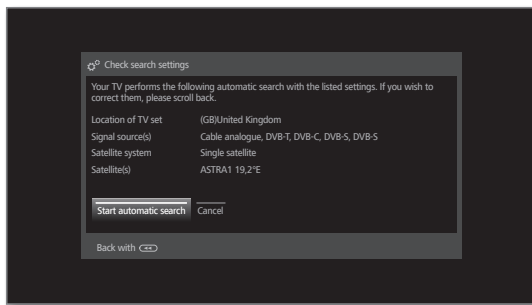 Check search settings
Your TV performs the following automatic search with the listed settings. If you wish to
correct them, please scroll back.
Location of TV set (GB)United Kingdom
Signal source(s) Cable analogue, DVB-T, DVB-C, DVB-S, DVB-S
Satellite system Single satellite
Satellite(s) ASTRA1 19,2°E
Start automatic search Cancel
Back with